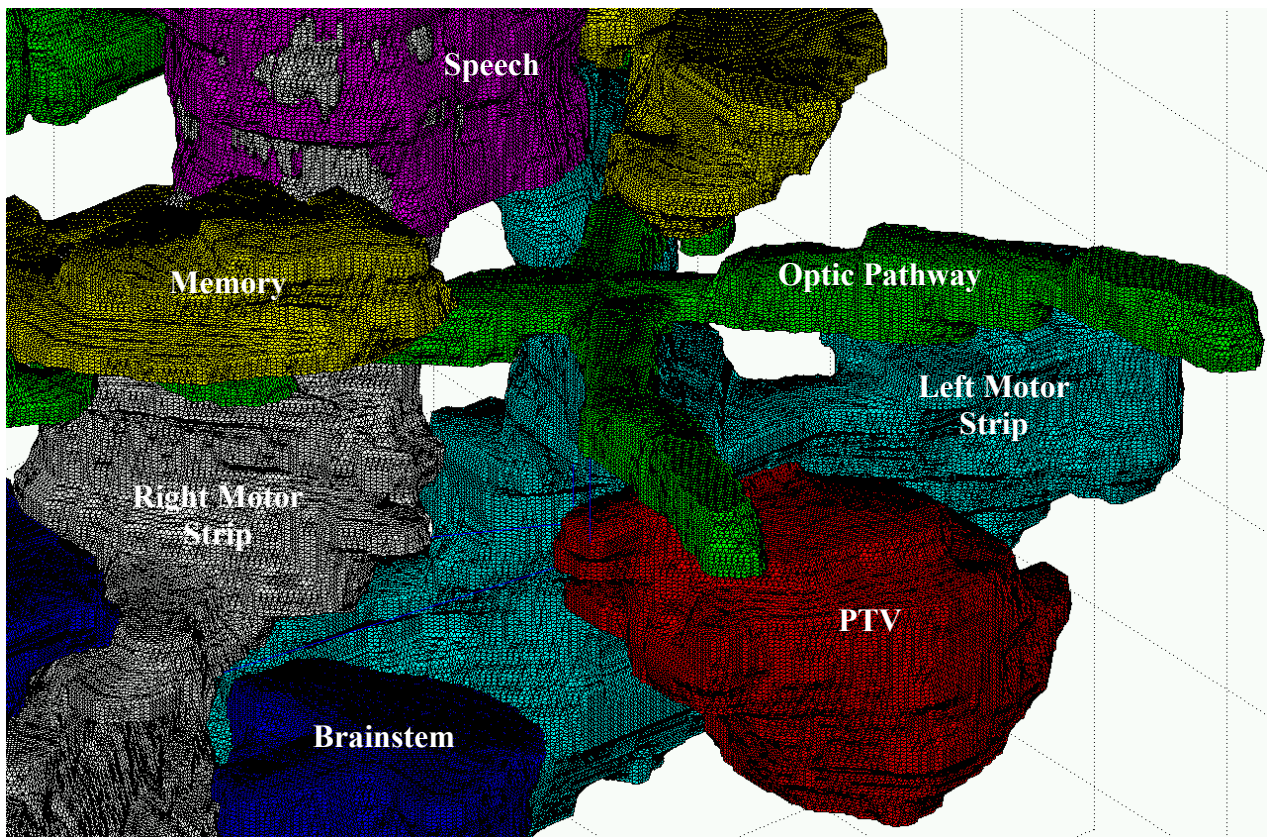 Speech
Memory
Optic Pathway
Left Motor
Strip
Right Motor
Strip
PTV
Brainstem